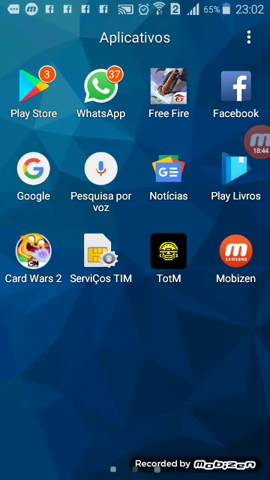 65% 23:02
Aplicativos
3
37
Play Store WhatsApp Free Fire Facebook
18:44
Google Pesquisa por voz Notícias Play Livros
Card Wars 2 ServiÇos TIM TotM Mobizen
Recorded by mobizen